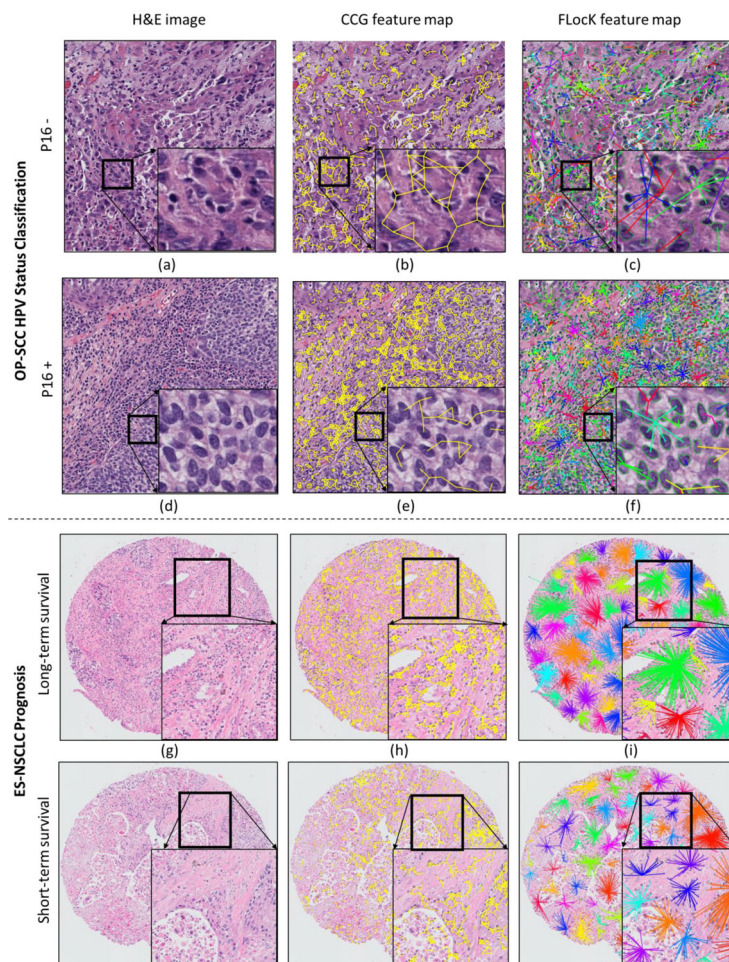 H&E image
CCG feature map
FLocK feature map
OP-SCC HPV Status Classification
P16 -
(a)
(b)
(c)
P16 +
(d)
(e)
(f)
ES-NSCLC Prognosis
Long-term survival
(g)
(h)
(i)
Short-term survival